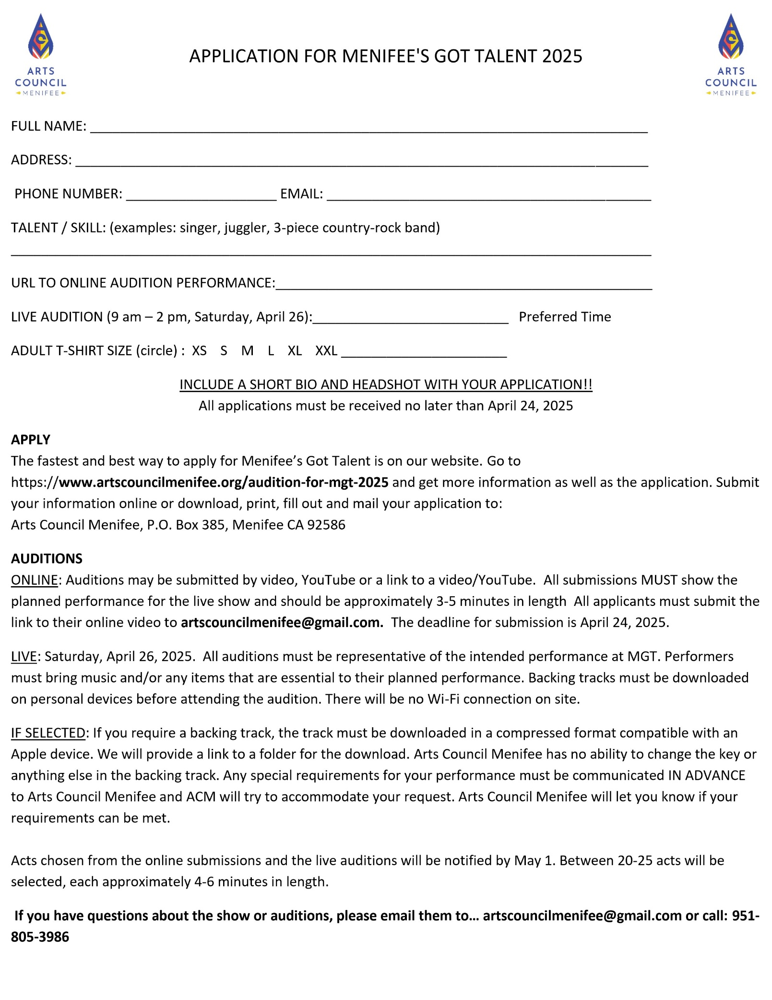 ARTS
COUNCIL
MENIFEE
APPLICATION FOR MENIFEE'S GOT TALENT 2025
ARTS
COUNCIL
MENIFEE
FULL NAME: ___________________________________________________________________________
ADDRESS: _____________________________________________________________________________
PHONE NUMBER: ____________________ EMAIL: ___________________________________________
TALENT / SKILL: (examples: singer, juggler, 3-piece country-rock band)
______________________________________________________________________________________
URL TO ONLINE AUDITION PERFORMANCE:__________________________________________________
LIVE AUDITION (9 am – 2 pm, Saturday, April 26):__________________________ Preferred Time
ADULT T-SHIRT SIZE (circle) : XS S M L XL XXL ______________________
INCLUDE A SHORT BIO AND HEADSHOT WITH YOUR APPLICATION!!
All applications must be received no later than April 24, 2025
APPLY
The fastest and best way to apply for Menifee’s Got Talent is on our website. Go to
https://www.artscouncilmenifee.org/audition-for-mgt-2025 and get more information as well as the application. Submit
your information online or download, print, fill out and mail your application to:
Arts Council Menifee, P.O. Box 385, Menifee CA 92586
AUDITIONS
ONLINE: Auditions may be submitted by video, YouTube or a link to a video/YouTube.  All submissions MUST show the
planned performance for the live show and should be approximately 3-5 minutes in length  All applicants must submit the
link to their online video to artscouncilmenifee@gmail.com.  The deadline for submission is April 24, 2025.
LIVE: Saturday, April 26, 2025.  All auditions must be representative of the intended performance at MGT. Performers
must bring music and/or any items that are essential to their planned performance. Backing tracks must be downloaded
on personal devices before attending the audition. There will be no Wi-Fi connection on site.
IF SELECTED: If you require a backing track, the track must be downloaded in a compressed format compatible with an
Apple device. We will provide a link to a folder for the download. Arts Council Menifee has no ability to change the key or
anything else in the backing track. Any special requirements for your performance must be communicated IN ADVANCE
to Arts Council Menifee and ACM will try to accommodate your request. Arts Council Menifee will let you know if your
requirements can be met.
Acts chosen from the online submissions and the live auditions will be notified by May 1. Between 20-25 acts will be
selected, each approximately 4-6 minutes in length.
If you have questions about the show or auditions, please email them to… artscouncilmenifee@gmail.com or call: 951-
805-3986